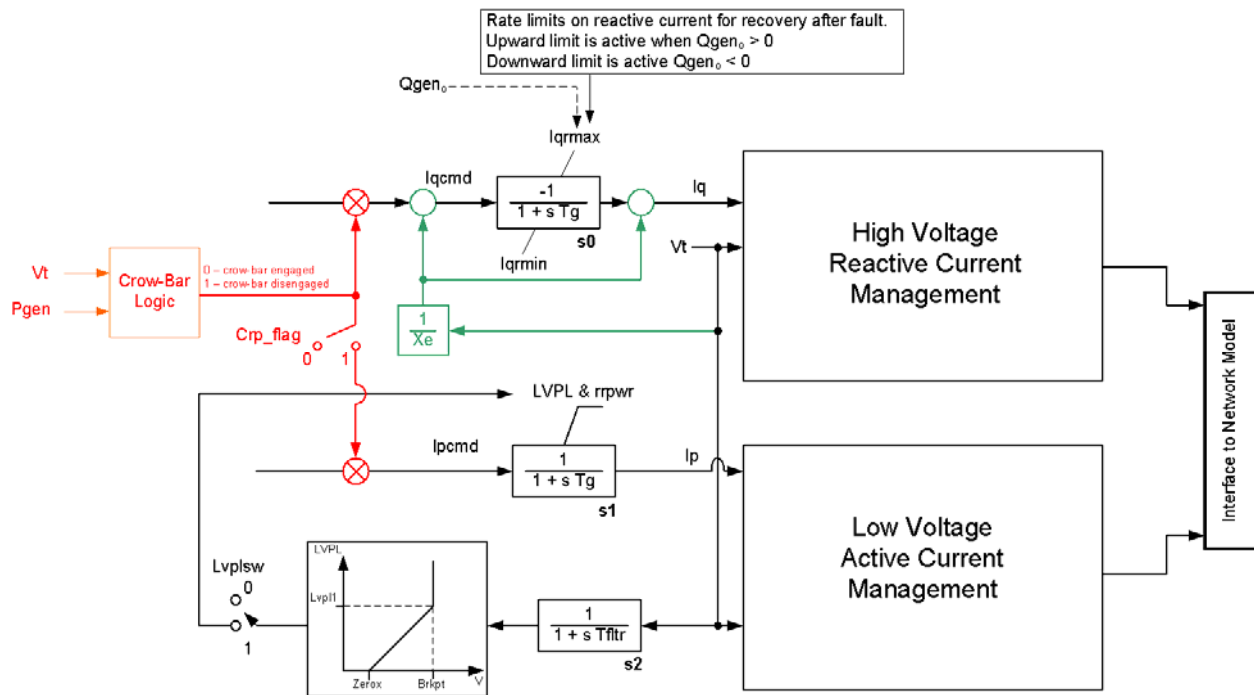 Rate limits on reactive current for recovery after fault.
Upward limit is active when Qgen₀ > 0
Downward limit is active Qgen₀ < 0
Qgen₀
Iqrmax
Iqcmd
-1
1 + s Tg
s0
Iqrmin
Iq
Vt
High Voltage
Reactive Current
Management
Vt
Pgen
Crow-Bar
Logic
0 – crow-bar engaged
1 – crow-bar disengaged
Crp_flag
0
1
1
Xe
LVPL & rrpwr
Ipcmd
1
1 + s Tg
s1
Ip
Low Voltage
Active Current
Management
Interface to Network Model
Lvplsw
0
1
LVPL
Lvpl1
Zerox
Brkpt
V
1
1 + s Tfltr
s2